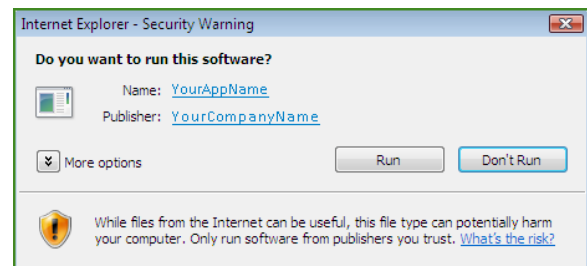 Internet Explorer - Security Warning
Do you want to run this software?
Name: YourAppName
Publisher: YourCompanyName
More options
Run
Don't Run
While files from the Internet can be useful, this file type can potentially harm
your computer. Only run software from publishers you trust. What's the risk?